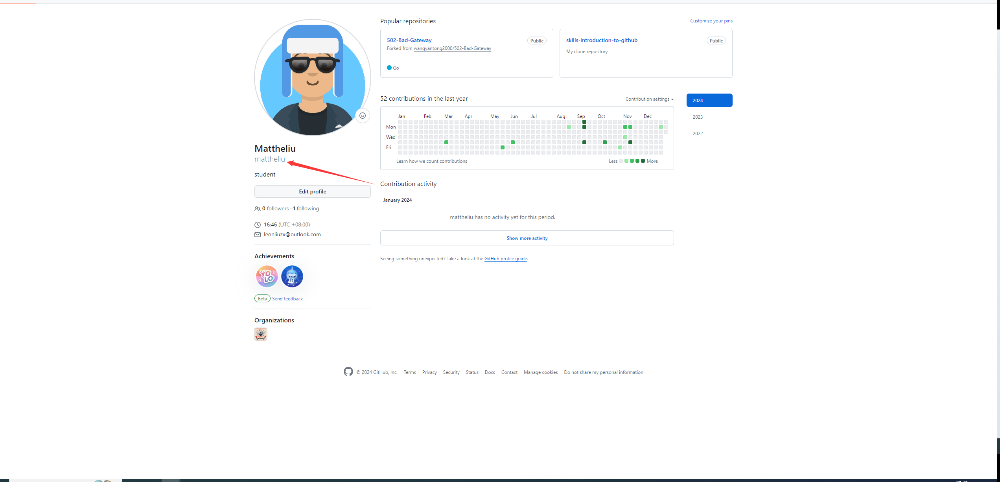 Mattheliu
mattheliu
student
Edit profile
0 followers · 1 following
16:46 (UTC +08:00)
leonliuzx@outlook.com
Achievements
YOLO
Beta Send feedback
Organizations
Popular repositories
Customize your pins
502-Bad-Gateway
Public
Forked from wangyantong2000/502-Bad-Gateway
Go
skills-introduction-to-github
Public
My clone repository
52 contributions in the last year
Contribution settings
2024
2023
2022
Jan Feb Mar Apr May Jun Jul Aug Sep Oct Nov Dec
Mon
Wed
Fri
Learn how we count contributions
Less More
Contribution activity
January 2024
mattheliu has no activity yet for this period.
Show more activity
Seeing something unexpected? Take a look at the GitHub profile guide.
© 2024 GitHub, Inc. Terms Privacy Security Status Docs Contact Manage cookies Do not share my personal information